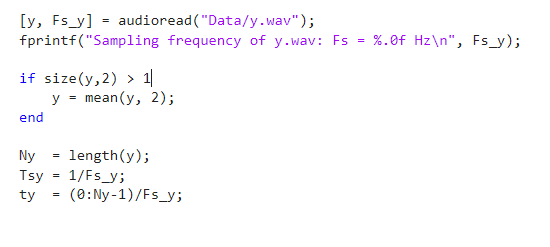 [y, Fs_y] = audioread("Data/y.wav");
fprintf("Sampling frequency of y.wav: Fs = %.0f Hz\n", Fs_y);
if size(y,2) > 1
    y = mean(y, 2);
end
Ny  = length(y);
Tsy = 1/Fs_y;
ty  = (0:Ny-1)/Fs_y;